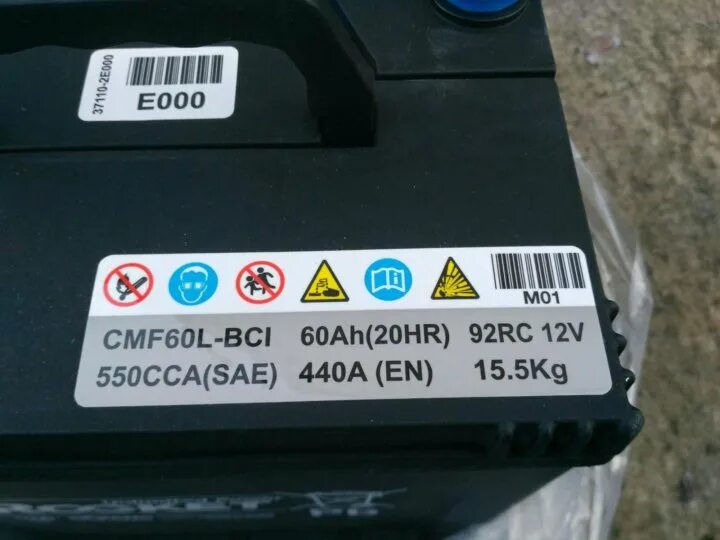 37110-2E000
E000
M01
CMF60L-BCI 60Ah(20HR) 92RC 12V
550CCA(SAE) 440A (EN) 15.5Kg